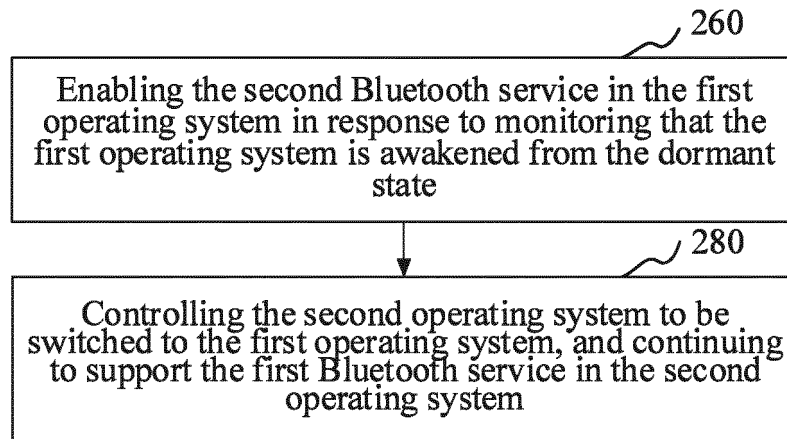 260
Enabling the second Bluetooth service in the first
operating system in response to monitoring that the
first operating system is awakened from the dormant
state
280
Controlling the second operating system to be
switched to the first operating system, and continuing
to support the first Bluetooth service in the second
operating system